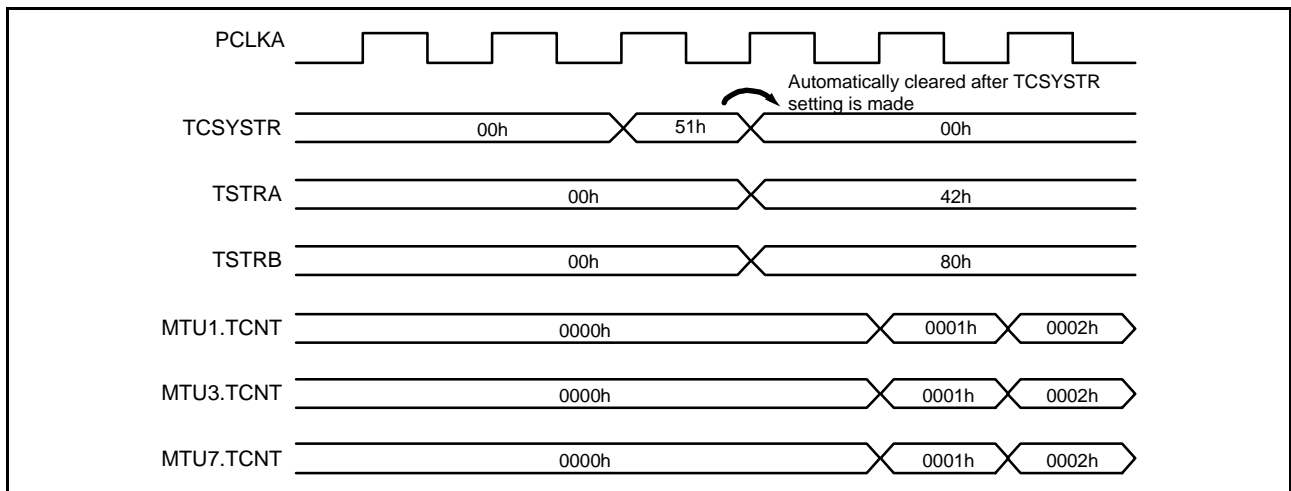 PCLKA
Automatically cleared after TCSYSTR
setting is made
TCSYSTR 00h 51h 00h
TSTRA 00h 42h
TSTRB 00h 80h
MTU1.TCNT 0000h 0001h 0002h
MTU3.TCNT 0000h 0001h 0002h
MTU7.TCNT 0000h 0001h 0002h